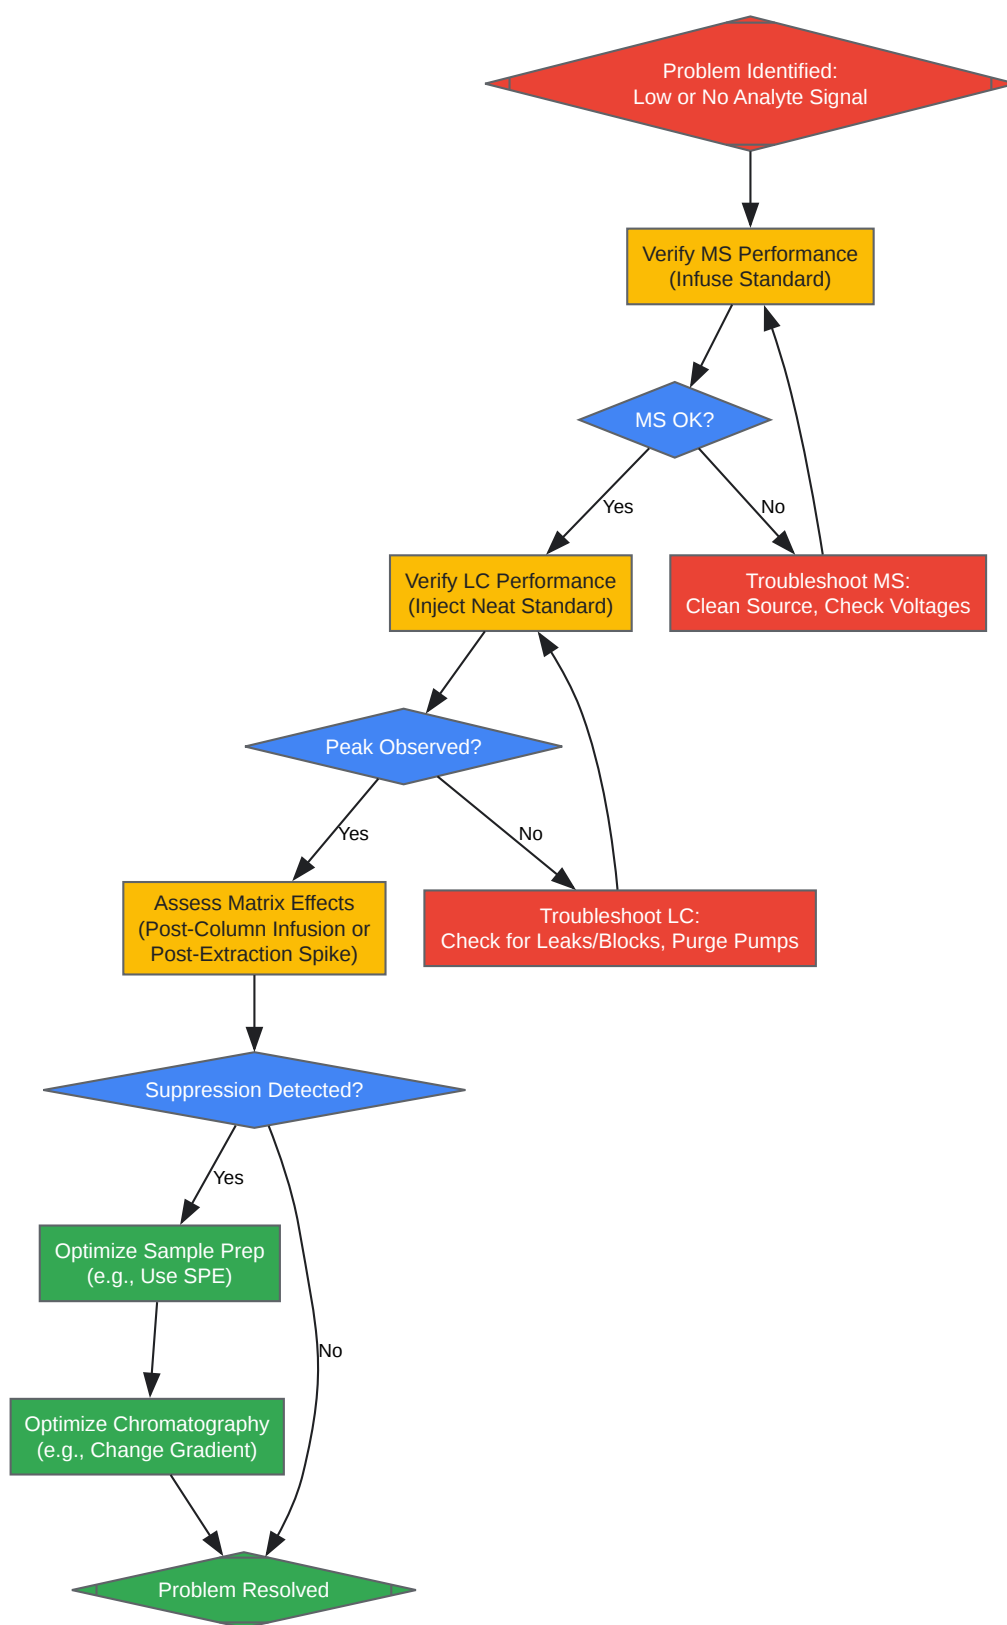 Problem Identified:
Low or No Analyte Signal
Verify MS Performance
(Infuse Standard)
MS OK?
Yes
No
Verify LC Performance
(Inject Neat Standard)
Troubleshoot MS:
Clean Source, Check Voltages
Peak Observed?
Yes
No
Assess Matrix Effects
(Post-Column Infusion or
Post-Extraction Spike)
Troubleshoot LC:
Check for Leaks/Blocks, Purge Pumps
Suppression Detected?
Yes
Optimize Sample Prep
(e.g., Use SPE)
No
Optimize Chromatography
(e.g., Change Gradient)
Problem Resolved